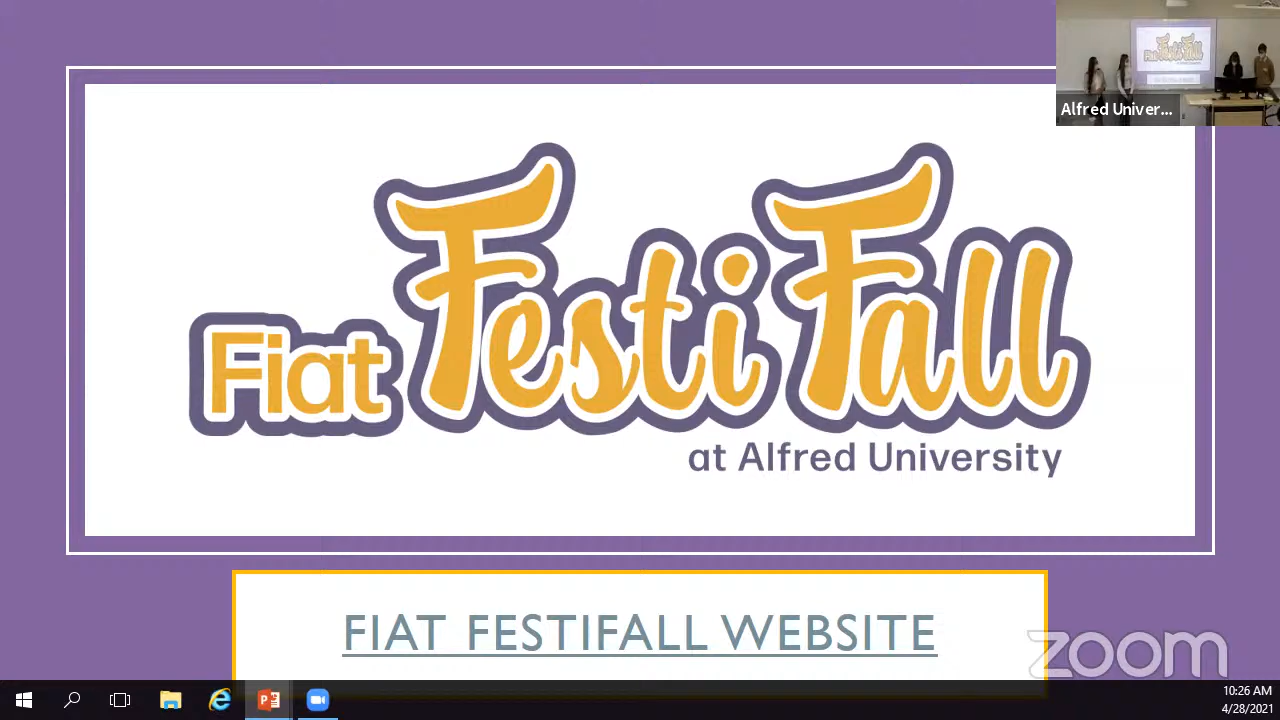 Alfred Univer...
Fiat FestiFall
at Alfred University
FIAT FESTIFALL WEBSITE
zoom
10:26 AM
4/28/2021